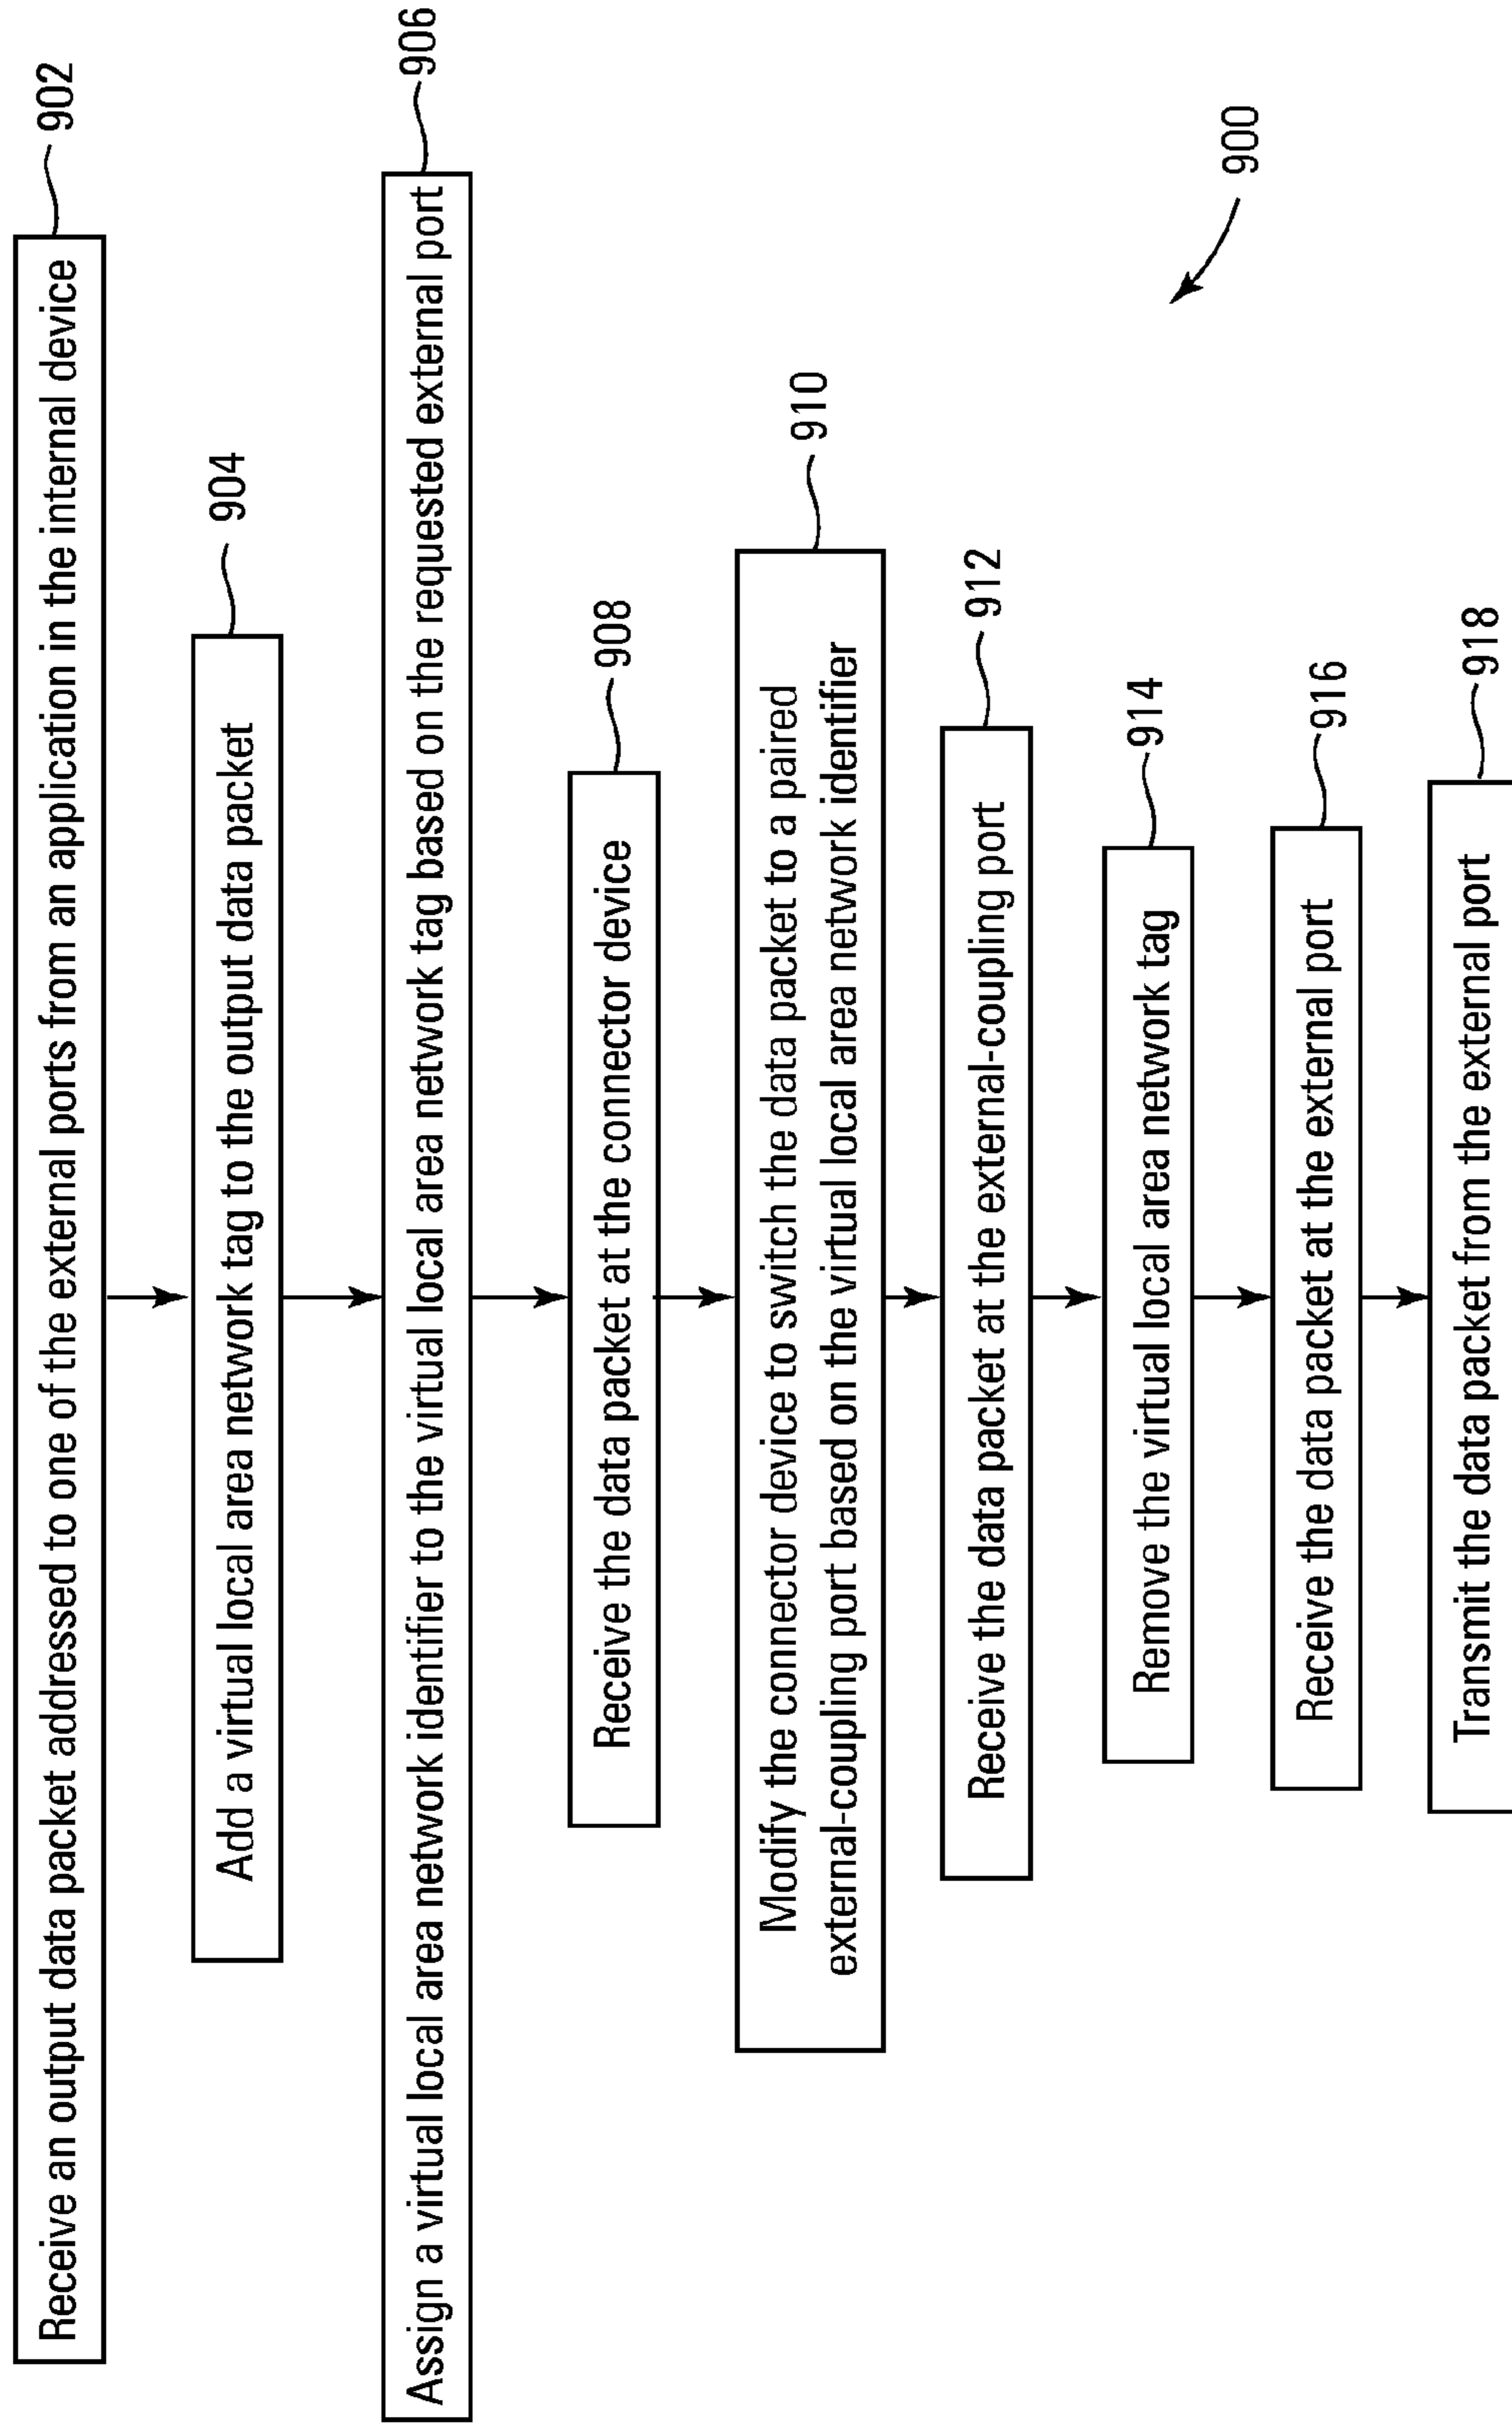 Receive an output data packet addressed to one of the external ports from an application in the internal device
902
Add a virtual local area network tag to the output data packet
904
Assign a virtual local area network identifier to the virtual local area network tag based on the requested external port
906
Receive the data packet at the connector device
908
Modify the connector device to switch the data packet to a paired
external-coupling port based on the virtual local area network identifier
910
Receive the data packet at the external-coupling port
912
Remove the virtual local area network tag
914
Receive the data packet at the external port
916
Transmit the data packet from the external port
918
900